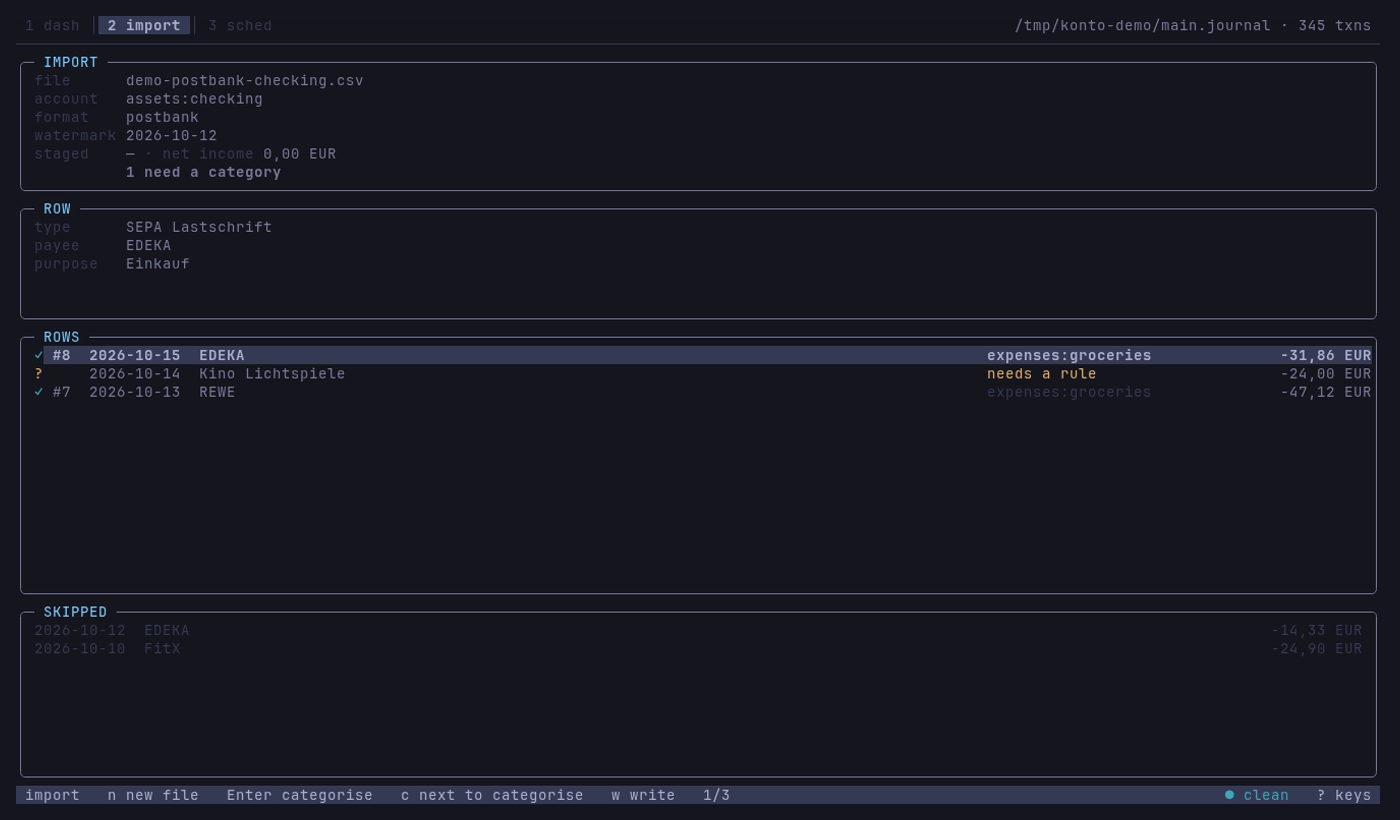 1 dash │ 2 import │ 3 sched /tmp/konto-demo/main.journal · 345 txns
IMPORT
file demo-postbank-checking.csv
account assets:checking
format postbank
watermark 2026-10-12
staged — · net income 0,00 EUR
1 need a category
ROW
type SEPA Lastschrift
payee EDEKA
purpose Einkauf
ROWS
✓ #8 2026-10-15 EDEKA expenses:groceries -31,86 EUR
? 2026-10-14 Kino Lichtspiele needs a rule -24,00 EUR
✓ #7 2026-10-13 REWE expenses:groceries -47,12 EUR
SKIPPED
2026-10-12 EDEKA -14,33 EUR
2026-10-10 FitX -24,90 EUR
import n new file Enter categorise c next to categorise w write 1/3 ● clean ? keys